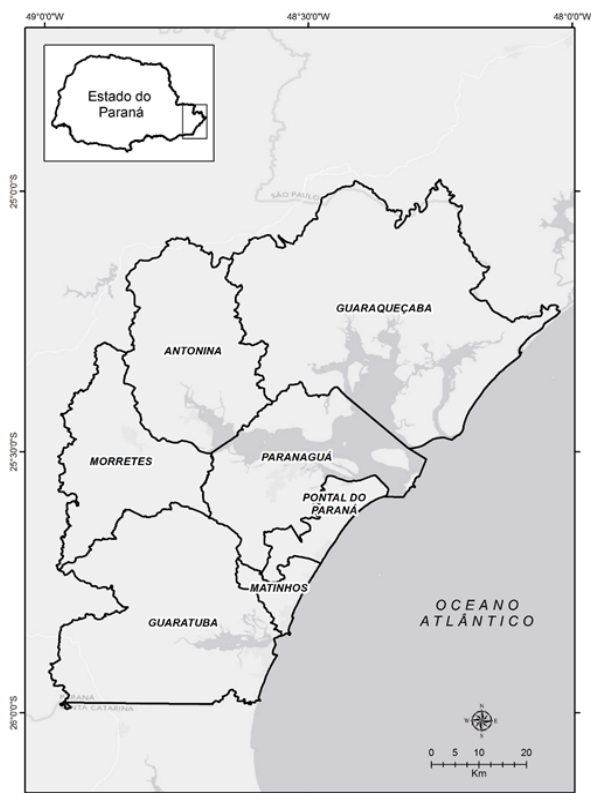 49°0'0"W
48°30'0"W
48°0'0"W
Estado do
Paraná
25°0'0"S
SÃO PAULO
GUARAQUEÇABA
ANTONINA
25°30'0"S
MORRETES
PARANAGUÁ
PONTAL DO
PARANÁ
MATINHOS
GUARATUBA
OCEANO
ATLÂNTICO
PARANÁ
SANTA CATARINA
26°0'0"S
N
W
E
S
0 5 10 20
Km